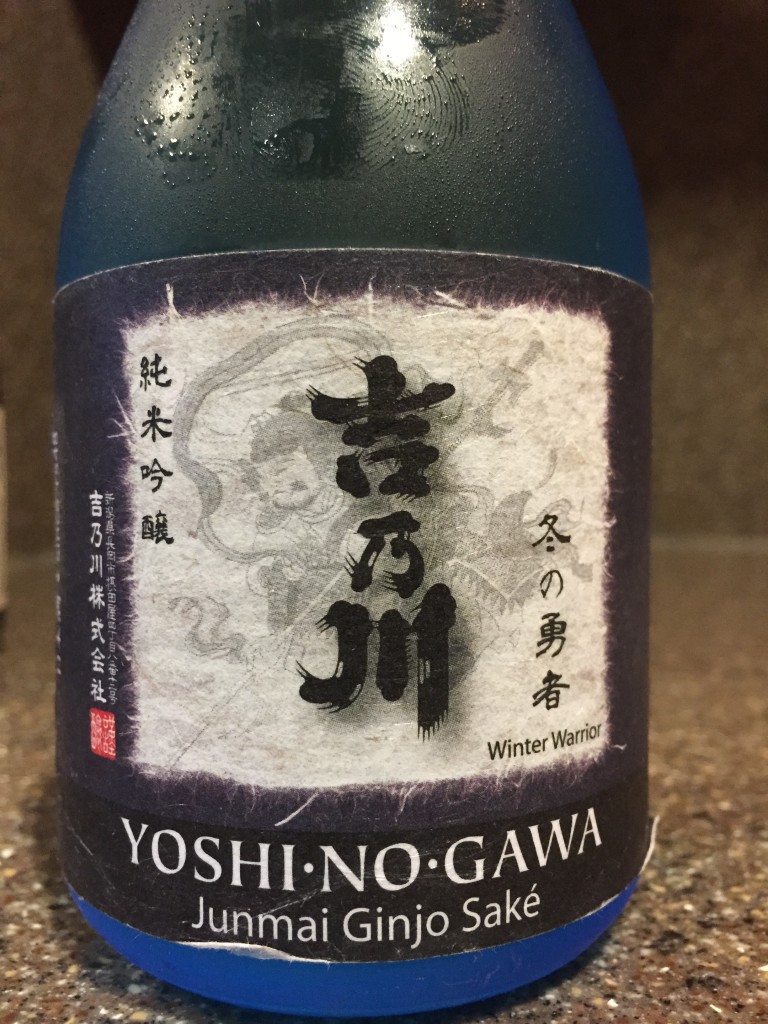 吉乃川
冬の勇者
Winter Warrior
純米吟醸
吉乃川株式会社
YOSHI·NO·GAWA
Junmai Ginjo Saké